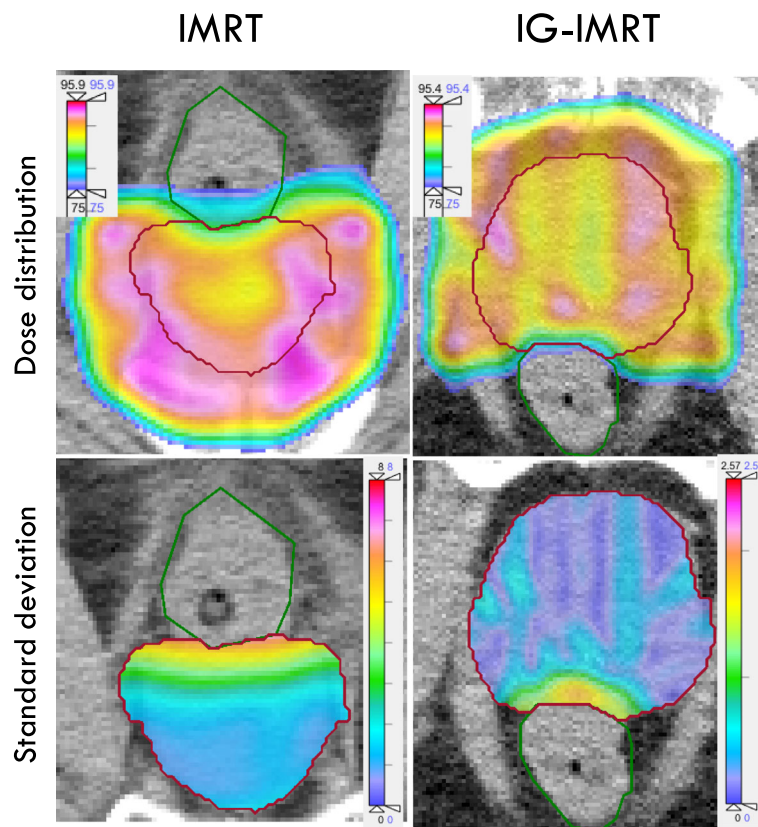 IMRT IG-IMRT
Dose distribution
95.9 95.9
75.75
95.4 95.4
75.75
Standard deviation
8 8
0 0
2.57 2.5
0 0